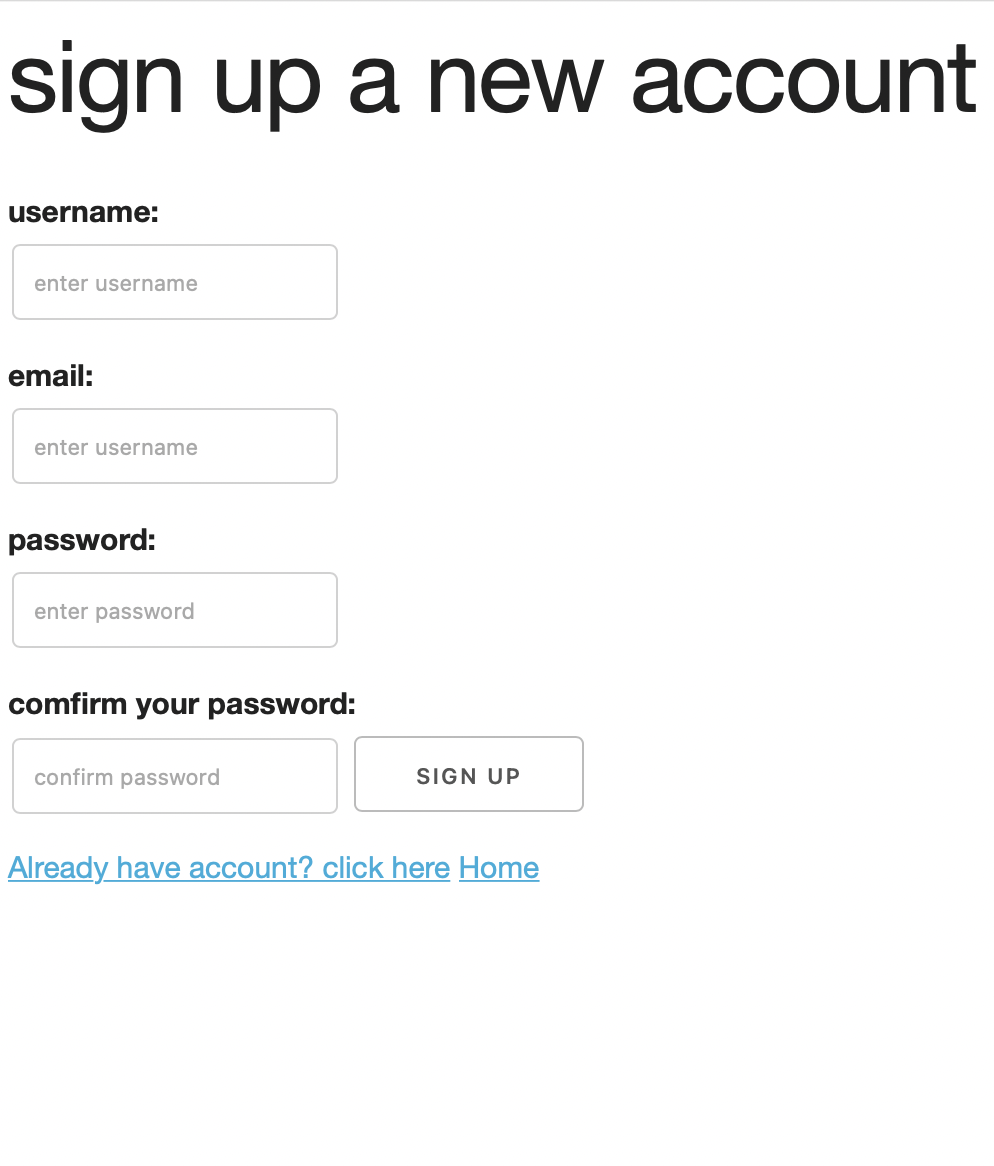 sign up a new account
username:
enter username
email:
enter username
password:
enter password
comfirm your password:
confirm password SIGN UP
Already have account? click here Home